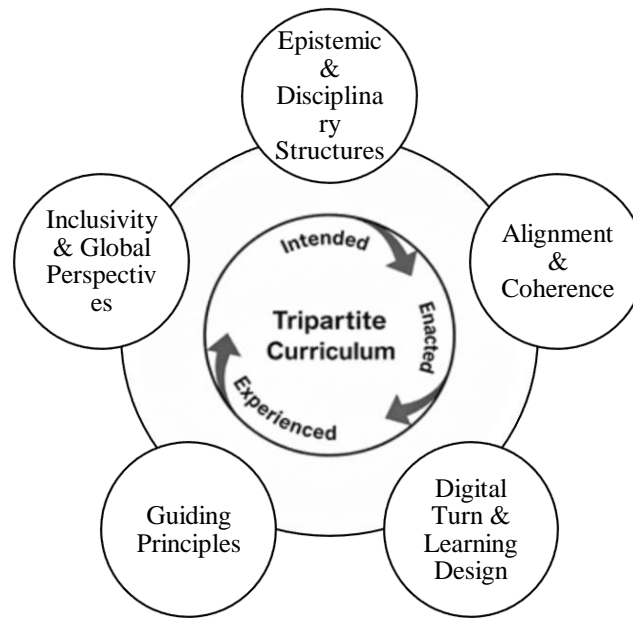 Epistemic
&
Disciplina
ry
Structures
Inclusivity
& Global
Perspectiv
es
Alignment
&
Coherence
Intended
Enacted
Experienced
Tripartite
Curriculum
Guiding
Principles
Digital
Turn &
Learning
Design